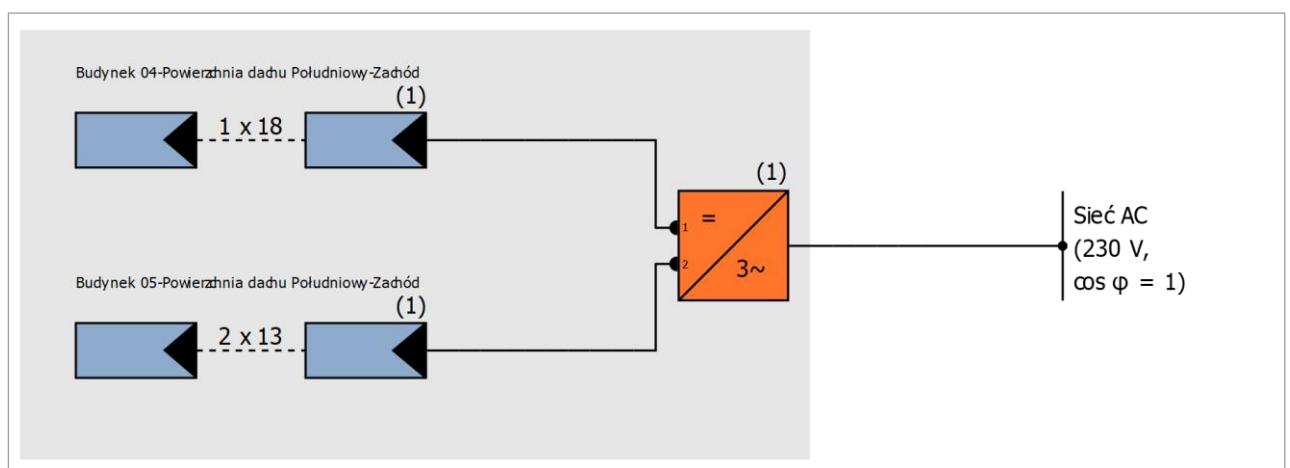 Budynek 04-Powierzchnia dachu Południowy-Zachód
(1)
1 x 18
(1)
1
=
2
3~
Sieć AC
(230 V,
cos φ = 1)
Budynek 05-Powierzchnia dachu Południowy-Zachód
(1)
2 x 13